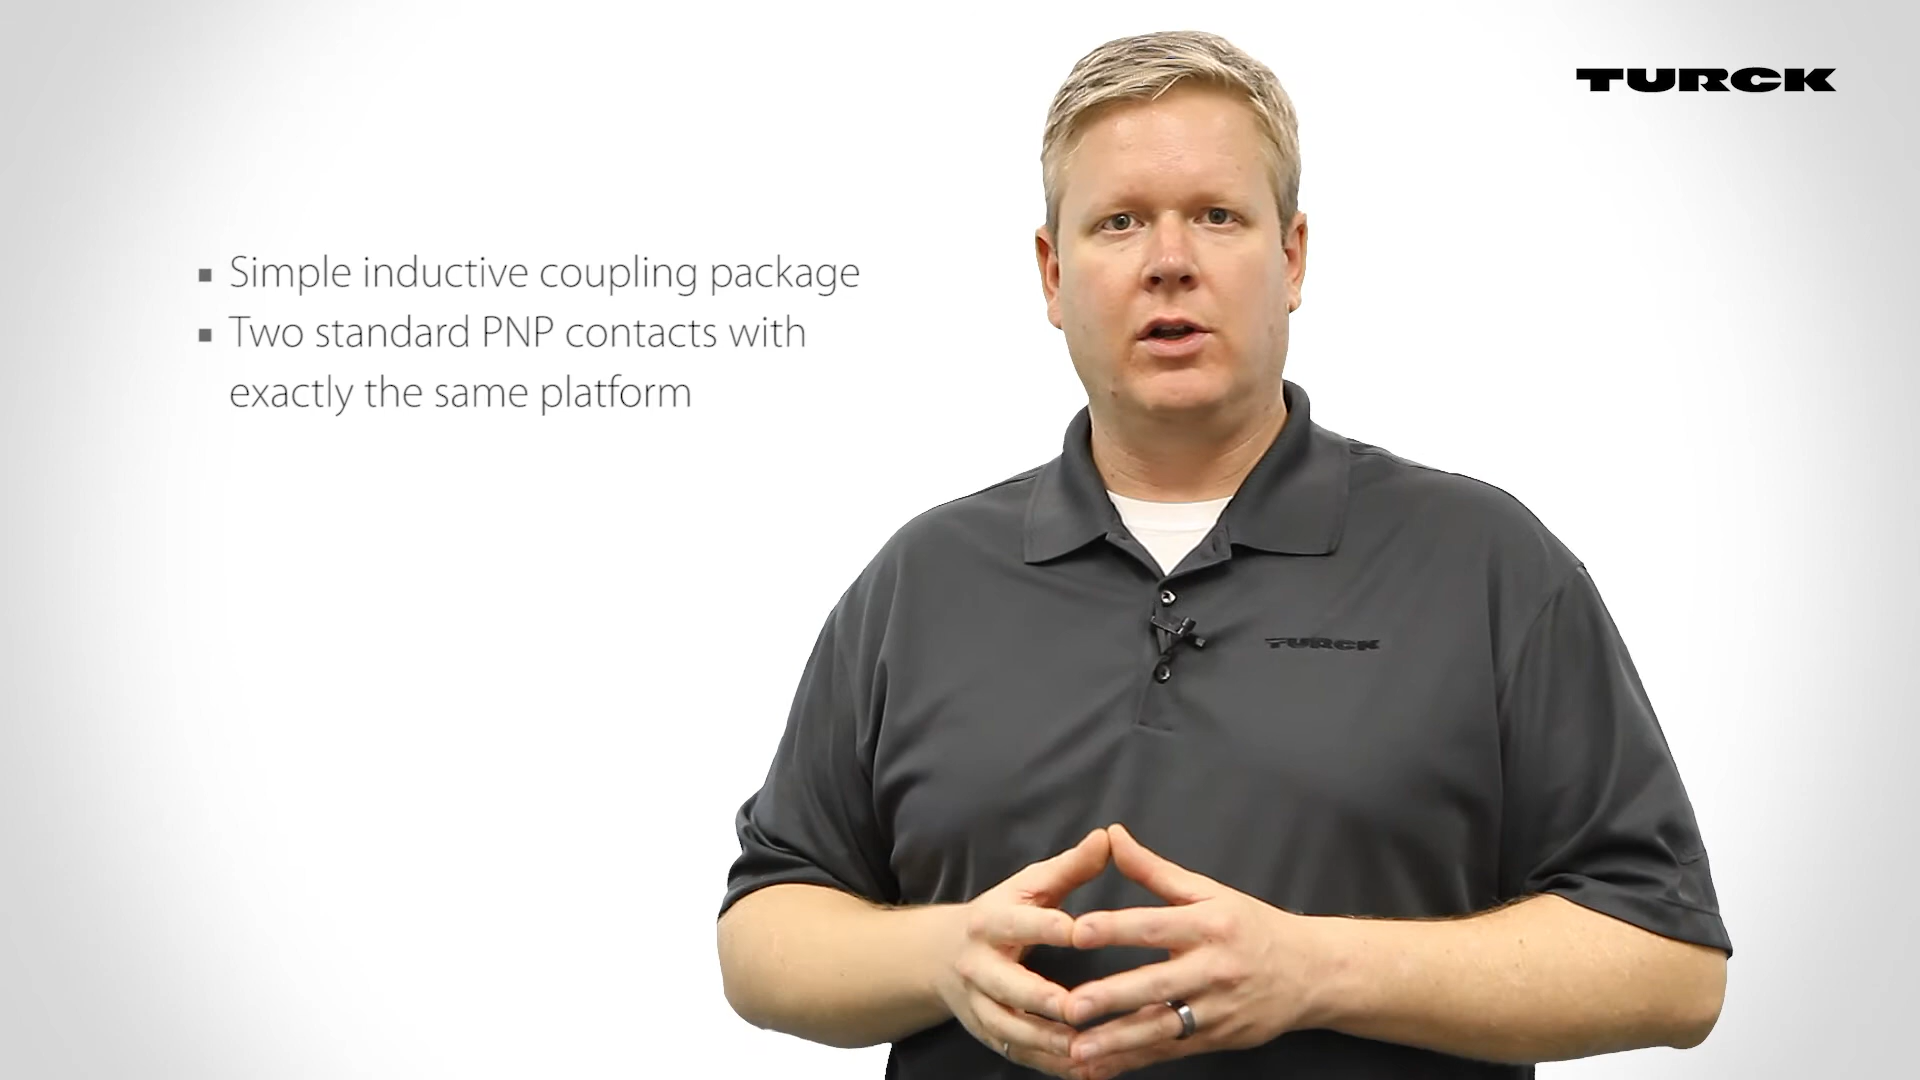 TURCK
▪ Simple inductive coupling package
▪ Two standard PNP contacts with
exactly the same platform
TURCK